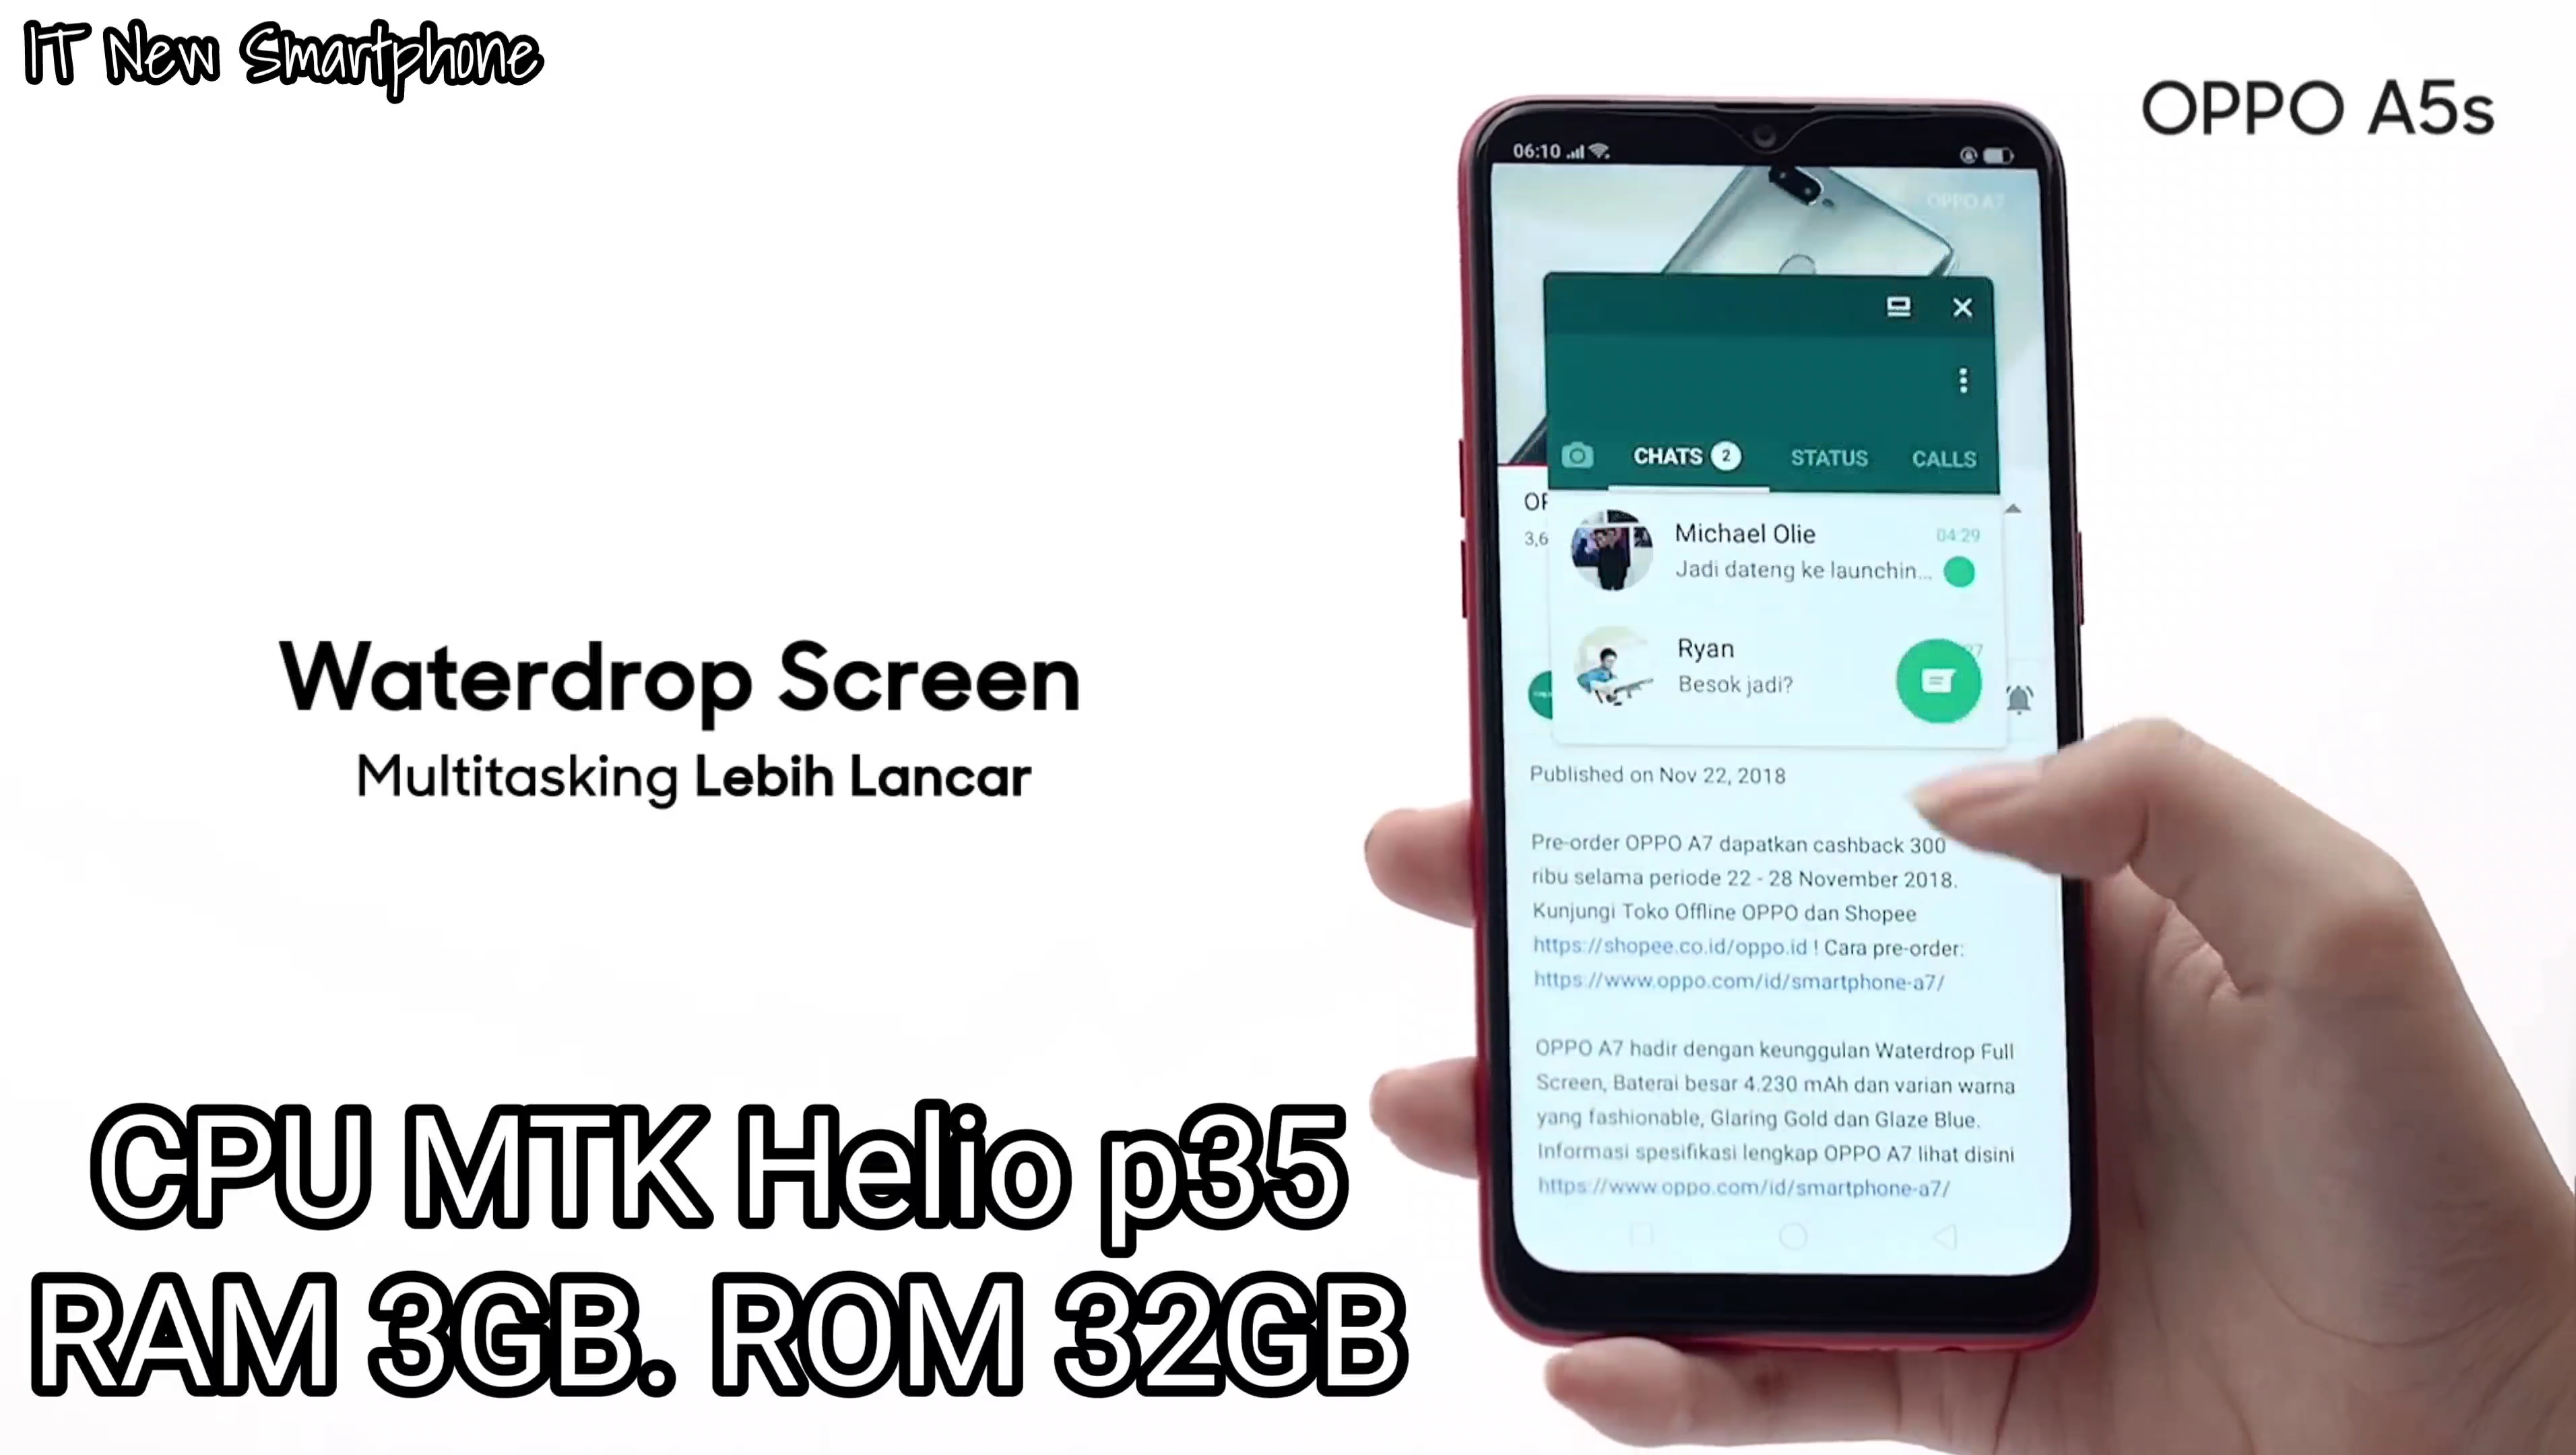 IT New Smartphone
OPPO A5s
06:10
OPPO A7
CHATS 2 STATUS CALLS
Michael Olie 04:29
Jadi dateng ke launchin...
Ryan
Besok jadi?
Waterdrop Screen
Multitasking Lebih Lancar
Published on Nov 22, 2018
Pre-order OPPO A7 dapatkan cashback 300
ribu selama periode 22 - 28 November 2018.
Kunjungi Toko Offline OPPO dan Shopee
https://shopee.co.id/oppo.id ! Cara pre-order:
https://www.oppo.com/id/smartphone-a7/
OPPO A7 hadir dengan keunggulan Waterdrop Full
Screen, Baterai besar 4.230 mAh dan varian warna
yang fashionable, Glaring Gold dan Glaze Blue.
Informasi spesifikasi lengkap OPPO A7 lihat disini
https://www.oppo.com/id/smartphone-a7/
CPU MTK Helio p35
RAM 3GB. ROM 32GB